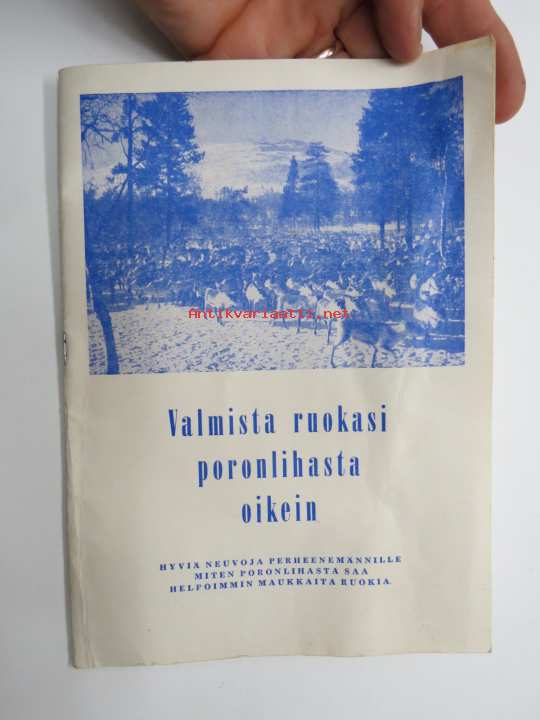 Antikvariaatti.net
Valmista ruokasi
poronlihasta
oikein
HYVIÄ NEUVOJA PERHEENEMÄNNILLE
MITEN PORONLIHASTA SAA
HELPOIMMIN MAUKKAITA RUOKIA.